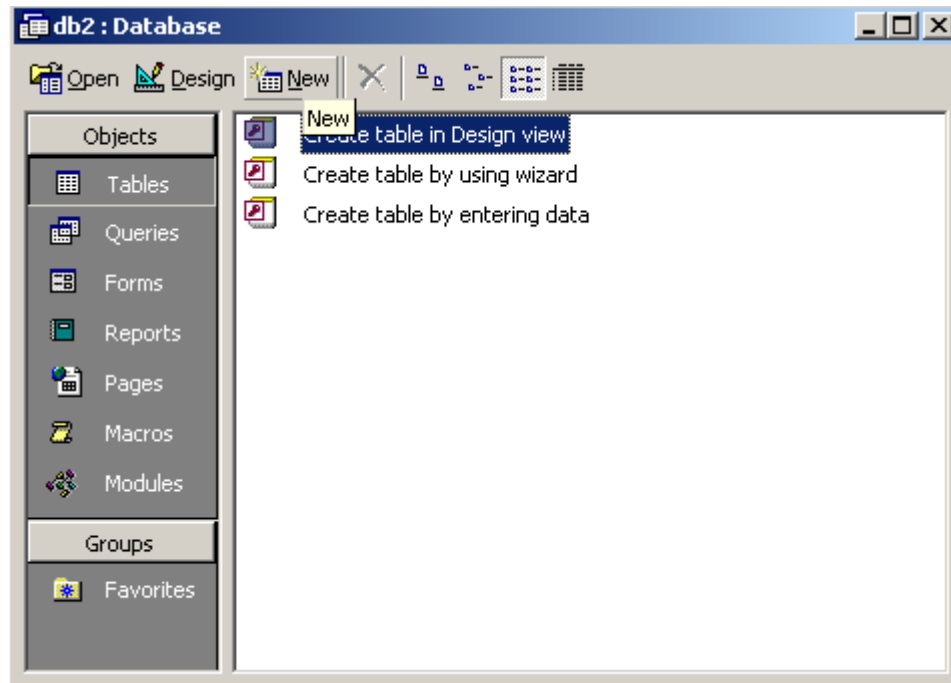 db2 : Database
Open Design New
New
Objects
Tables
Queries
Forms
Reports
Pages
Macros
Modules
Groups
Favorites
Create table in Design view
Create table by using wizard
Create table by entering data